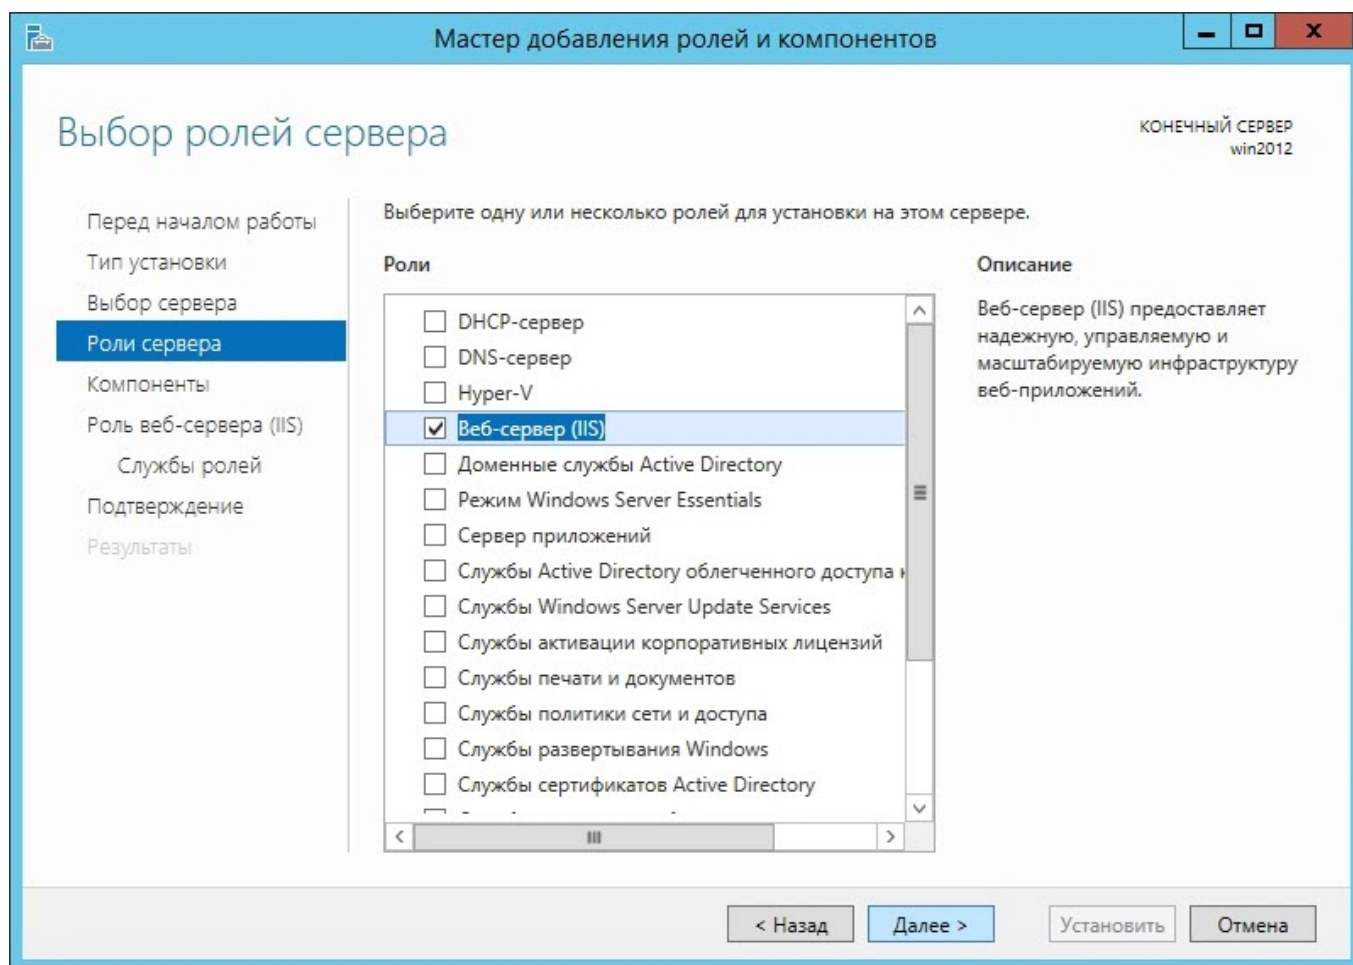 Мастер добавления ролей и компонентов
Выбор ролей сервера
КОНЕЧНЫЙ СЕРВЕР
win2012
Перед началом работы
Тип установки
Выбор сервера
Роли сервера
Компоненты
Роль веб-сервера (IIS)
Службы ролей
Подтверждение
Результаты
Выберите одну или несколько ролей для установки на этом сервере.
Роли
DHCP-сервер
DNS-сервер
Hyper-V
Веб-сервер (IIS)
Доменные службы Active Directory
Режим Windows Server Essentials
Сервер приложений
Службы Active Directory облегченного доступа к
Службы Windows Server Update Services
Службы активации корпоративных лицензий
Службы печати и документов
Службы политики сети и доступа
Службы развертывания Windows
Службы сертификатов Active Directory
Описание
Веб-сервер (IIS) предоставляет
надежную, управляемую и
масштабируемую инфраструктуру
веб-приложений.
< Назад
Далее >
Установить
Отмена